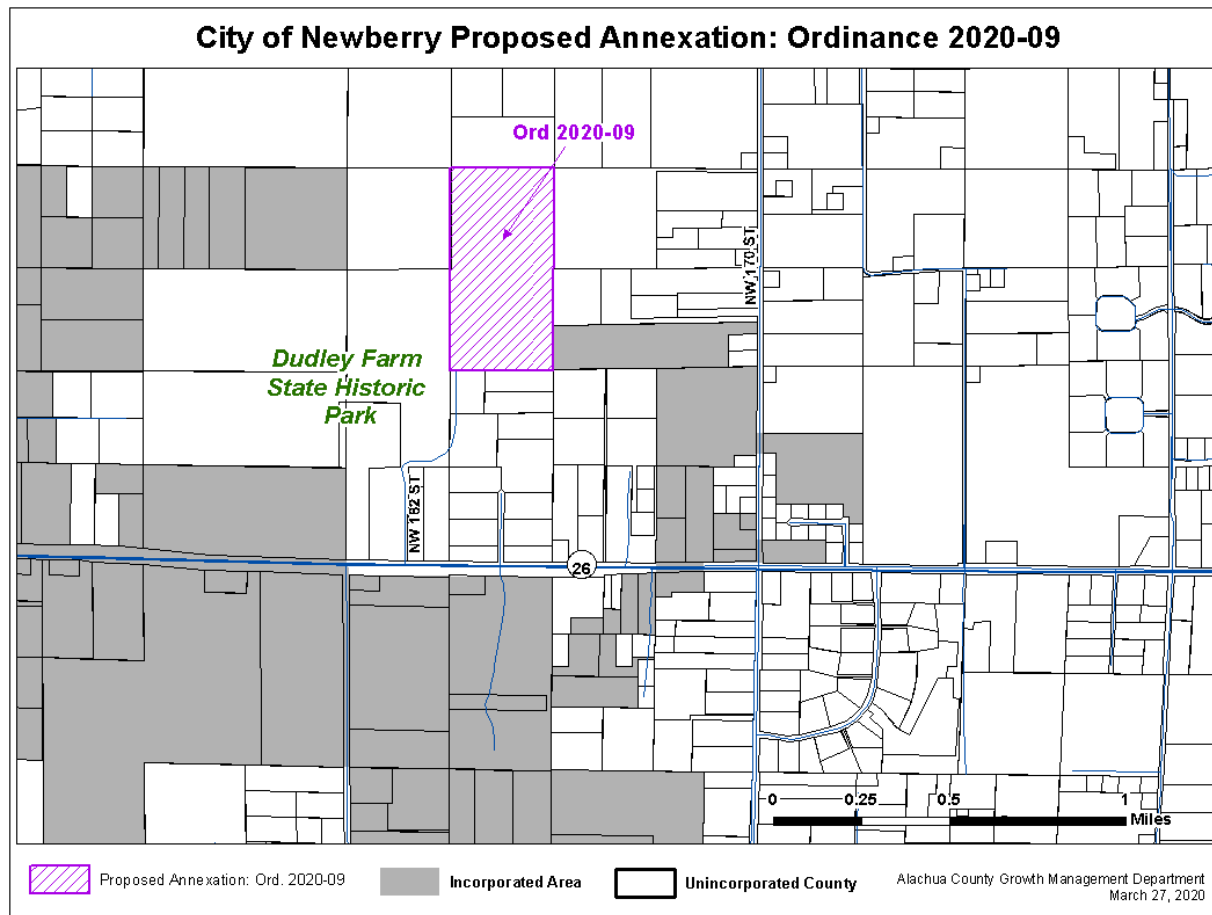 City of Newberry Proposed Annexation: Ordinance 2020-09
Ord 2020-09
NW 170 ST
Dudley Farm
State Historic
Park
NW 182 ST
26
0 0.25 0.5 1
Miles
Proposed Annexation: Ord. 2020-09
Incorporated Area
Unincorporated County
Alachua County Growth Management Department
March 27, 2020